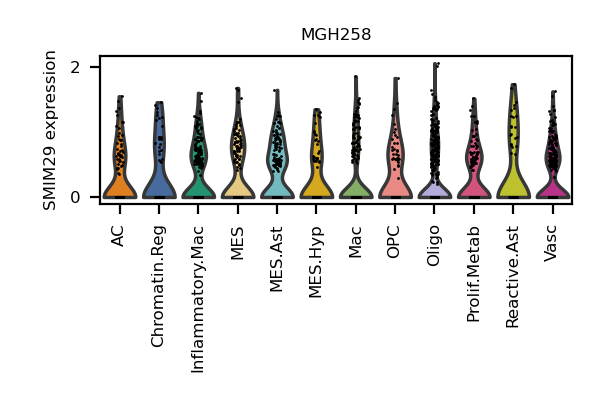 MGH258
SMIM29 expression
2
0
AC
Chromatin.Reg
Inflammatory.Mac
MES
MES.Ast
MES.Hyp
Mac
OPC
Oligo
Prolif.Metab
Reactive.Ast
Vasc